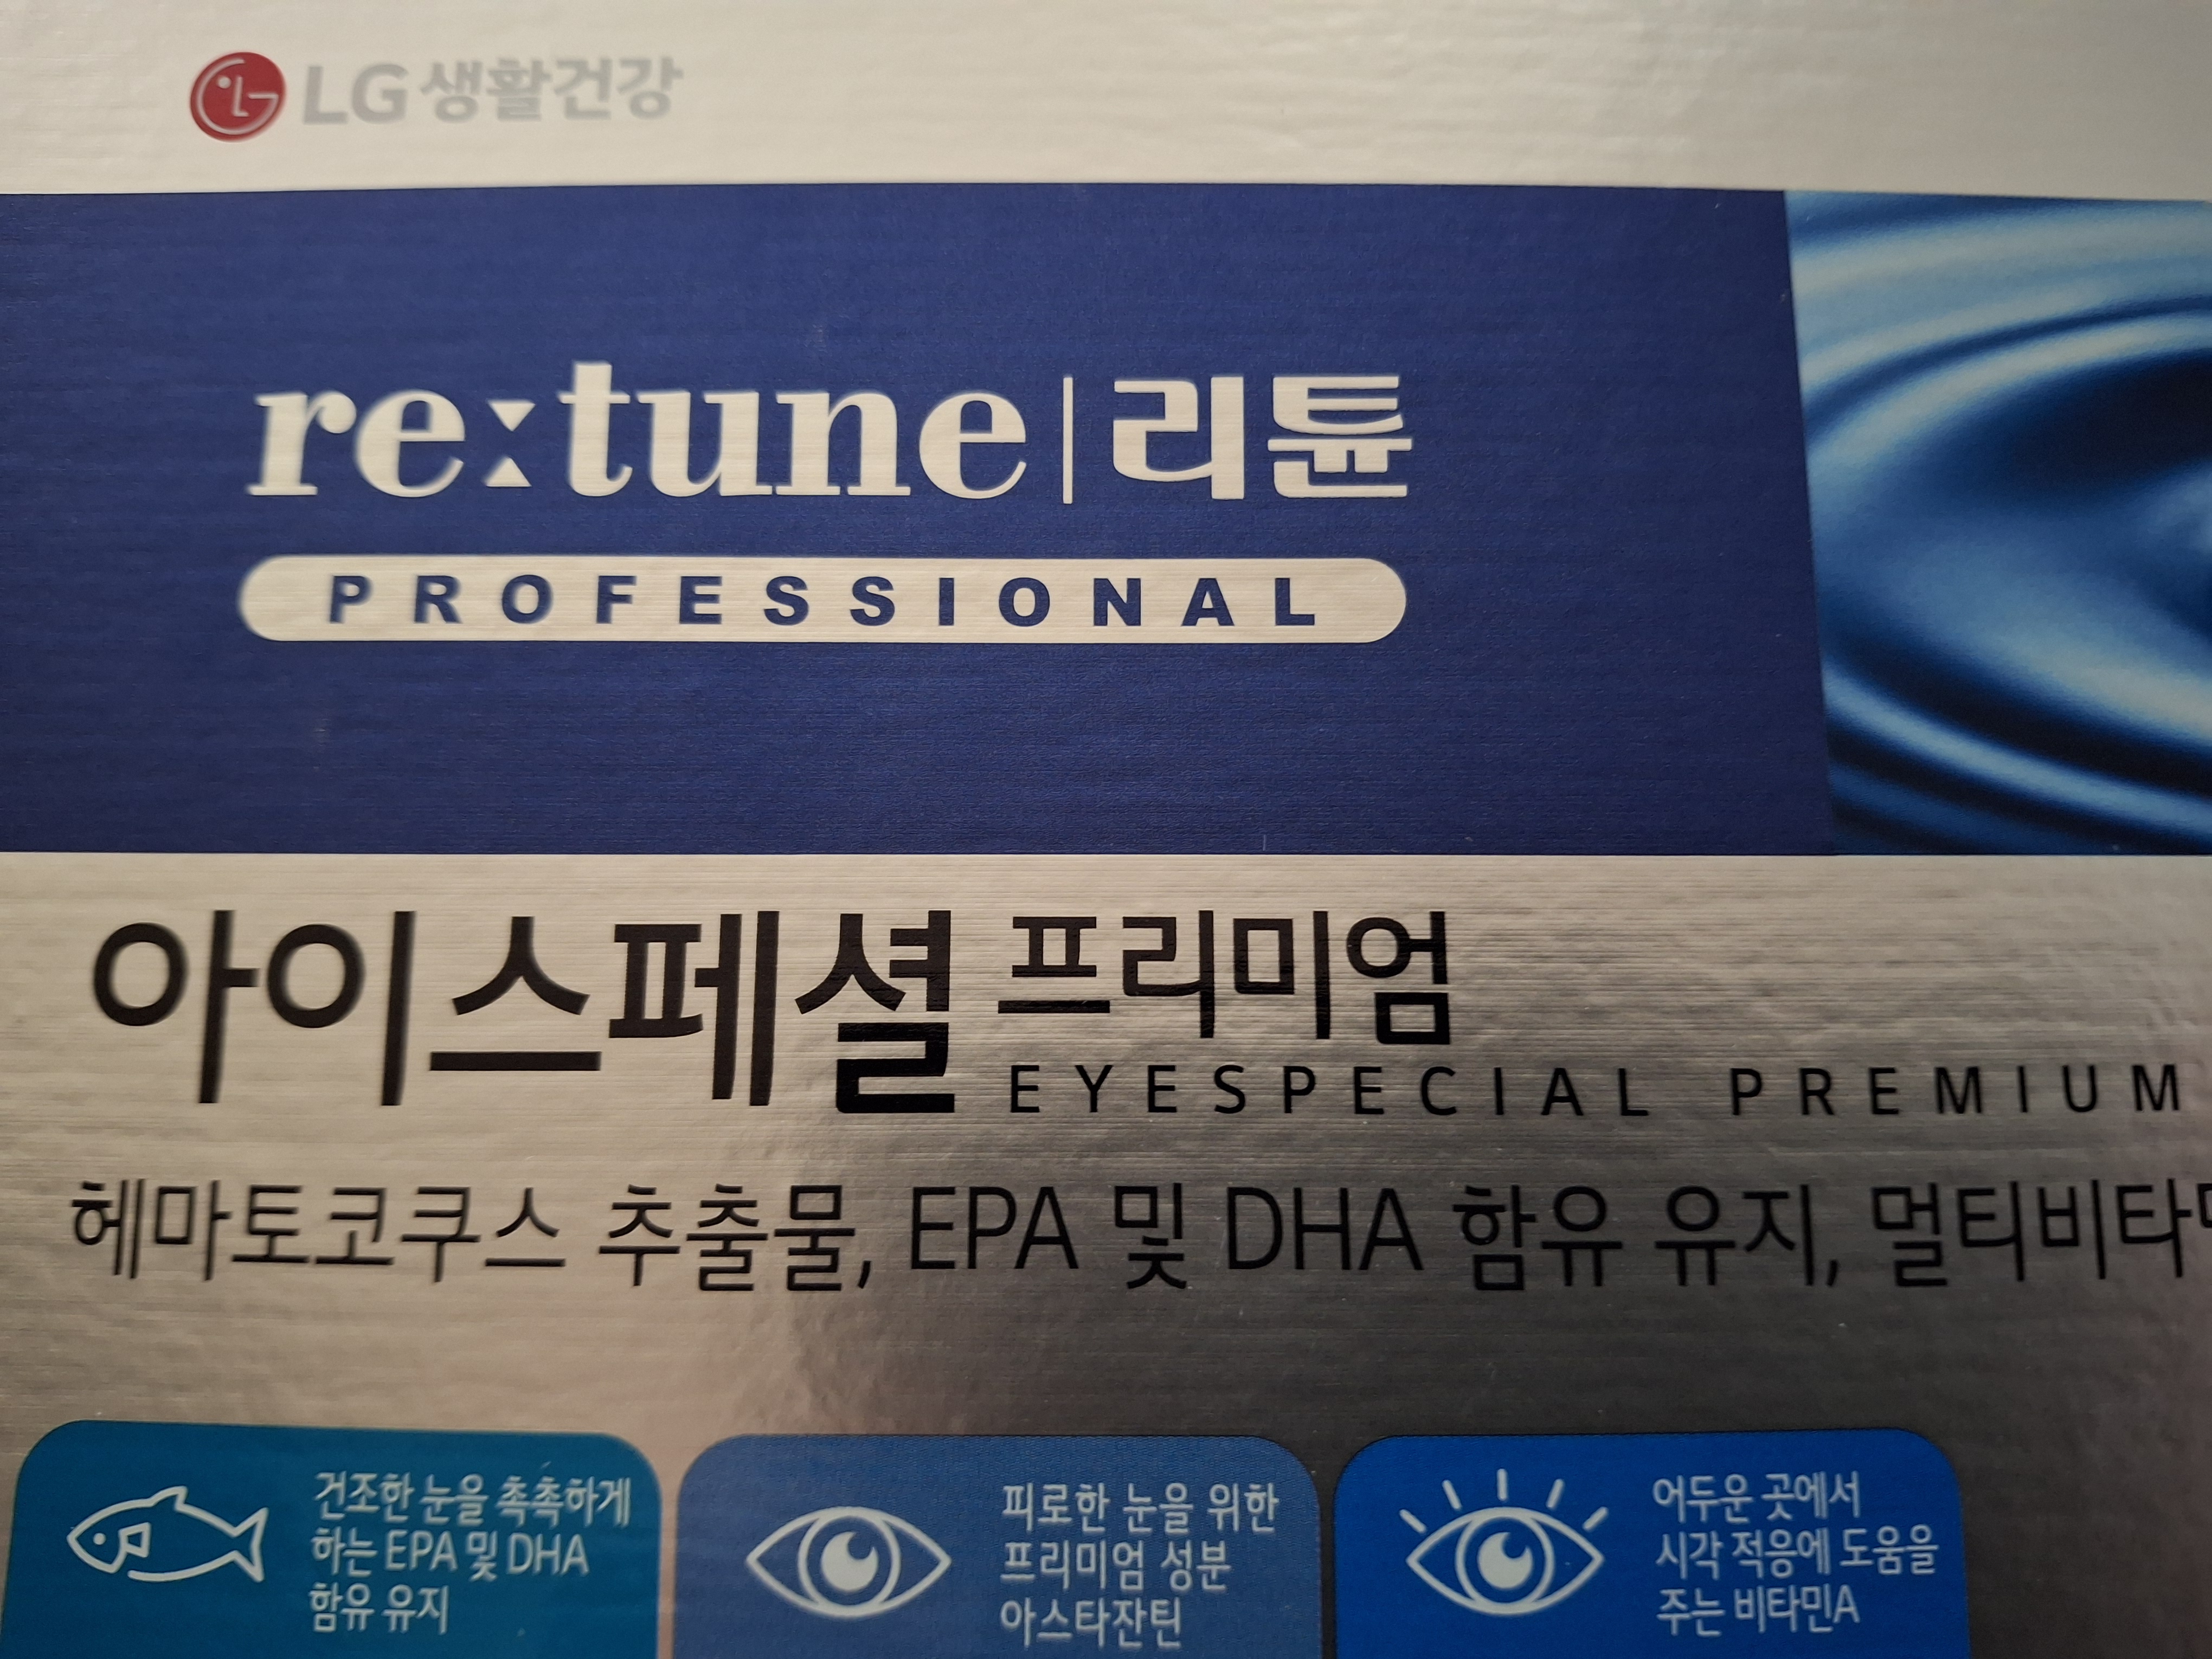 LG 생활건강
re:tune | 리튠
PROFESSIONAL
아이스페셜 프리미엄
EYESPECIAL PREMIUM
헤마토코쿠스 추출물, EPA 및 DHA 함유 유지, 멀티비타
건조한 눈을 촉촉하게
하는 EPA 및 DHA
함유 유지
피로한 눈을 위한
프리미엄 성분
아스타잔틴
어두운 곳에서
시각 적응에 도움을
주는 비타민A